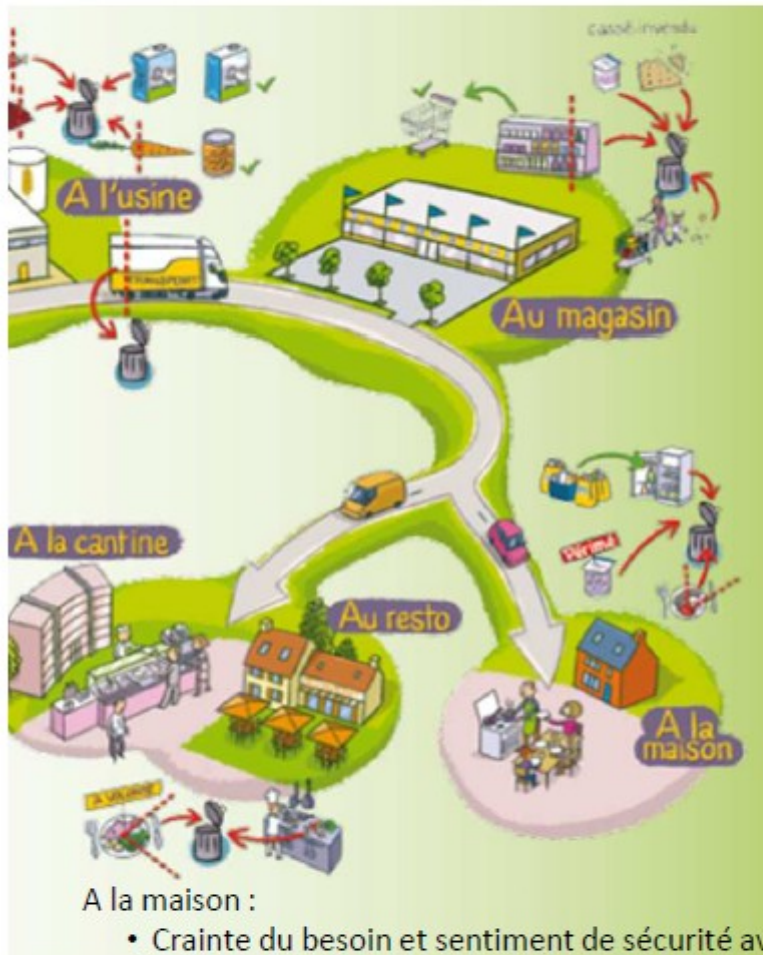 cassé-invendu
A l'usine
Au magasin
Périmé
A la cantine
Au resto
A la maison
A la maison :
• Crainte du besoin et sentiment de sécurité av